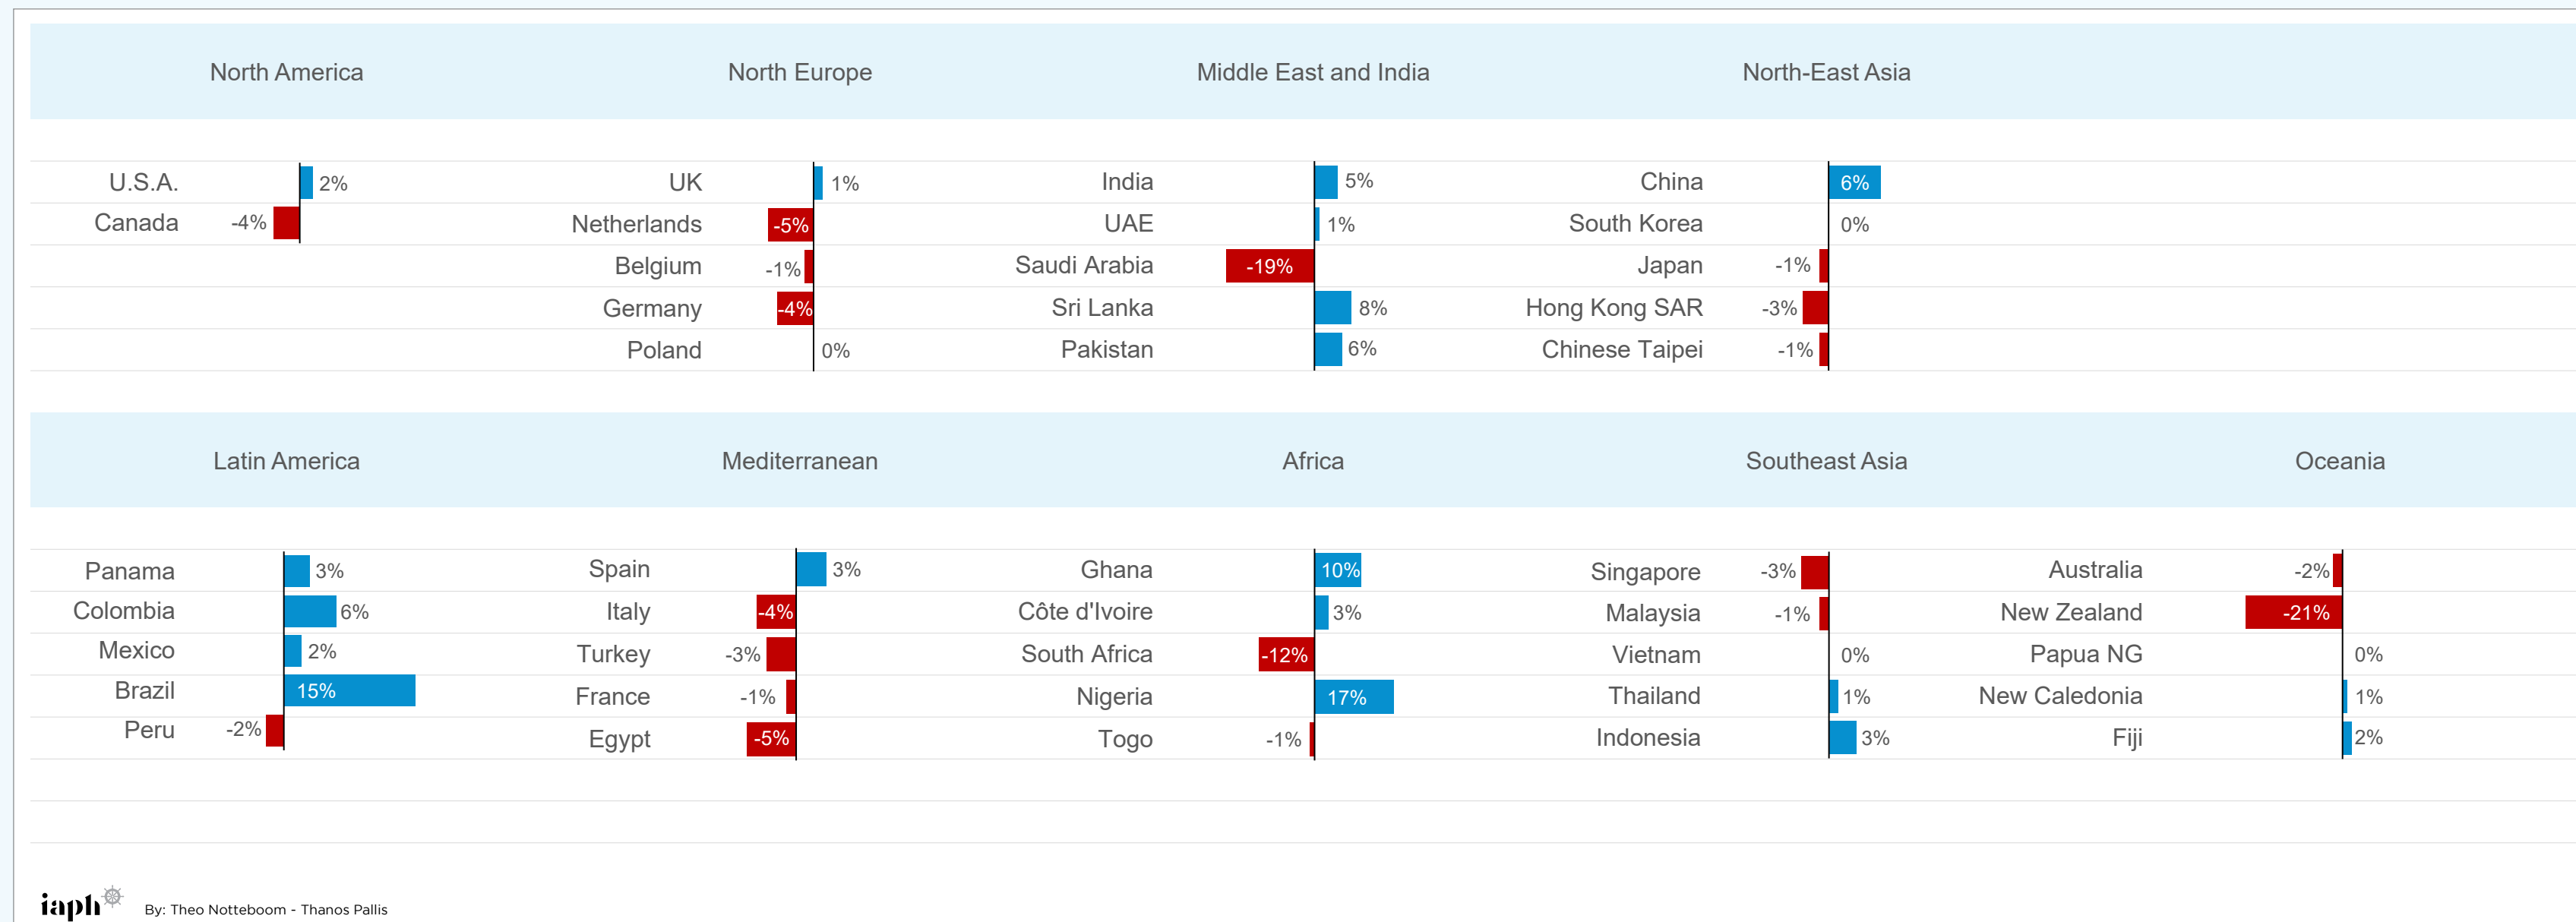 North America North Europe Middle East and India North-East Asia
U.S.A. 2% UK 1% India 5% China 6%
Canada -4% Netherlands -5% UAE 1% South Korea 0%
Belgium -1% Saudi Arabia -19% Japan -1%
Germany -4% Sri Lanka 8% Hong Kong SAR -3%
Poland 0% Pakistan 6% Chinese Taipei -1%
Latin America Mediterranean Africa Southeast Asia Oceania
Panama 3% Spain 3% Ghana 10% Singapore -3% Australia -2%
Colombia 6% Italy -4% Côte d'Ivoire 3% Malaysia -1% New Zealand -21%
Mexico 2% Turkey -3% South Africa -12% Vietnam 0% Papua NG 0%
Brazil 15% France -1% Nigeria 17% Thailand 1% New Caledonia 1%
Peru -2% Egypt -5% Togo -1% Indonesia 3% Fiji 2%
iaph By: Theo Notteboom - Thanos Pallis